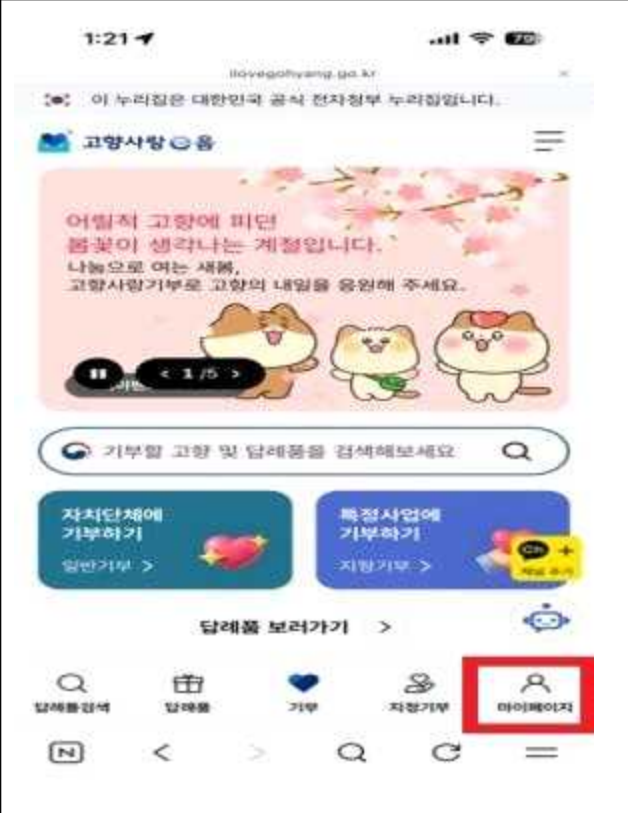 1:21
79
ilovegohyang.go.kr
이 누리집은 대한민국 공식 전자정부 누리집입니다.
고향사랑e음
어릴적 고향에 피던
봄꽃이 생각나는 계절입니다.
나눔으로 여는 새봄,
고향사랑기부로 고향의 내일을 응원해 주세요.
< 1 /5 >
기부할 고향 및 답례품을 검색해보세요
자치단체에
기부하기
일반기부 >
특정사업에
기부하기
지정기부 >
Ch +
채널 추가
답례품 보러가기 >
답례품검색
답례품
기부
지정기부
마이페이지
N